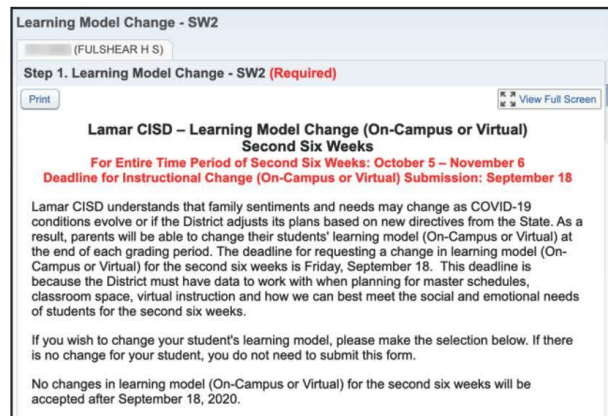 Learning Model Change - SW2
(FULSHEAR H S)
Step 1. Learning Model Change - SW2 (Required)
Print
View Full Screen
Lamar CISD – Learning Model Change (On-Campus or Virtual)
Second Six Weeks
For Entire Time Period of Second Six Weeks: October 5 – November 6
Deadline for Instructional Change (On-Campus or Virtual) Submission: September 18
Lamar CISD understands that family sentiments and needs may change as COVID-19
conditions evolve or if the District adjusts its plans based on new directives from the State. As a
result, parents will be able to change their students' learning model (On-Campus or Virtual) at
the end of each grading period. The deadline for requesting a change in learning model (On-
Campus or Virtual) for the second six weeks is Friday, September 18. This deadline is
because the District must have data to work with when planning for master schedules,
classroom space, virtual instruction and how we can best meet the social and emotional needs
of students for the second six weeks.
If you wish to change your student's learning model, please make the selection below. If there
is no change for your student, you do not need to submit this form.
No changes in learning model (On-Campus or Virtual) for the second six weeks will be
accepted after September 18, 2020.